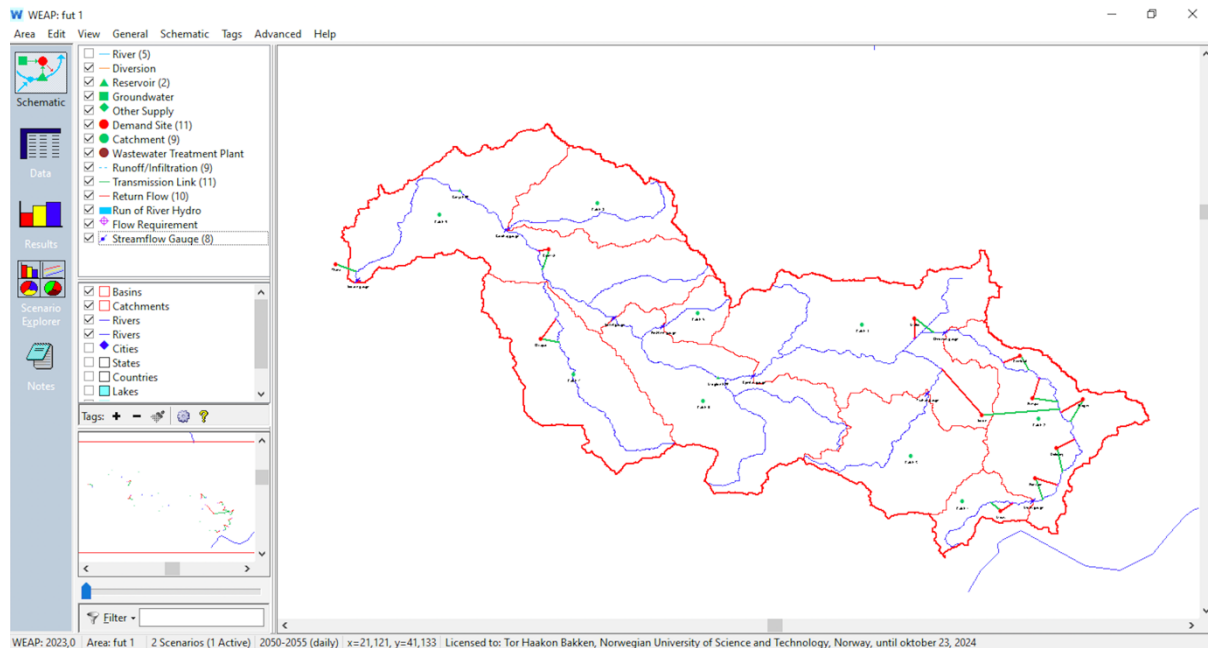 WEAP: fut 1
Area Edit View General Schematic Tags Advanced Help
Schematic
Data
Results
Scenario
Explorer
Notes
River (5)
Diversion
Reservoir (2)
Groundwater
Other Supply
Demand Site (11)
Catchment (9)
Wastewater Treatment Plant
Runoff/Infiltration (9)
Transmission Link (11)
Return Flow (10)
Run of River Hydro
Flow Requirement
Streamflow Gauge (8)
Basins
Catchments
Rivers
Rivers
Cities
States
Countries
Lakes
Tags:
Filter
WEAP: 2023,0 Area: fut 1 2 Scenarios (1 Active) 2050-2055 (daily) x=21,121, y=41,133 Licensed to: Tor Haakon Bakken, Norwegian University of Science and Technology, Norway, until oktober 23, 2024